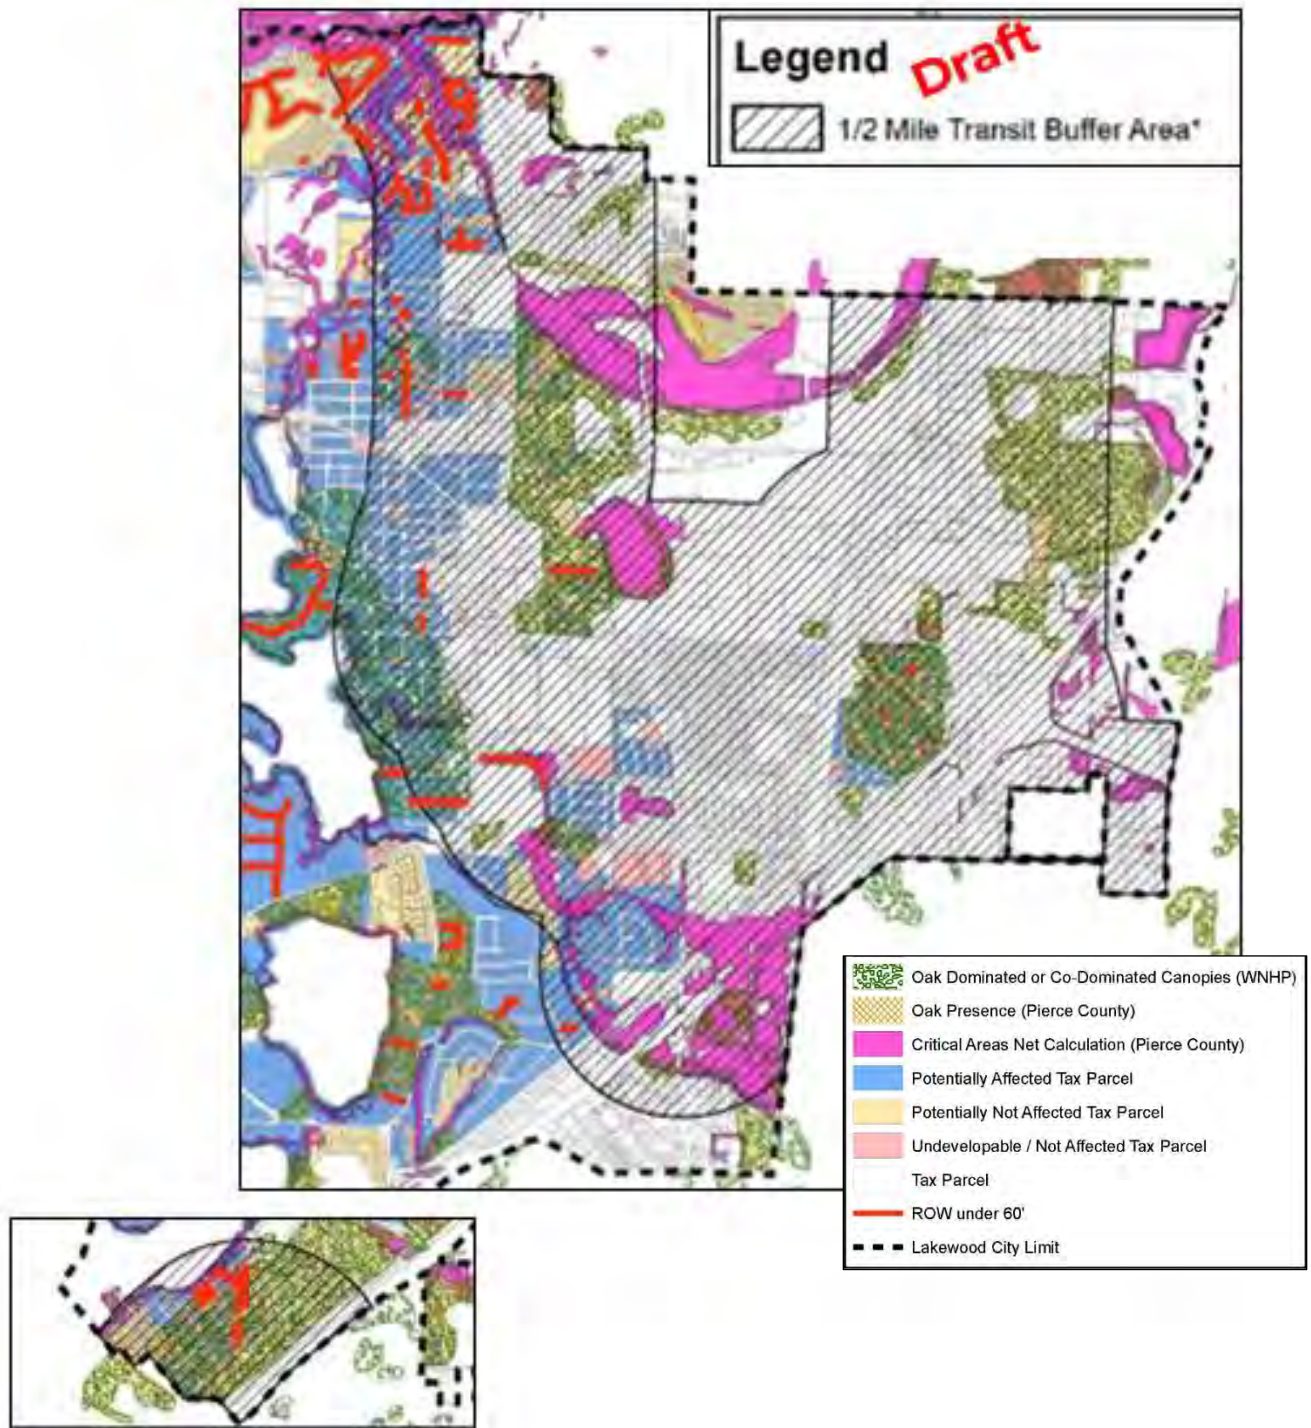 Legend
Draft
1/2 Mile Transit Buffer Area*
Oak Dominated or Co-Dominated Canopies (WNHP)
Oak Presence (Pierce County)
Critical Areas Net Calculation (Pierce County)
Potentially Affected Tax Parcel
Potentially Not Affected Tax Parcel
Undevelopable / Not Affected Tax Parcel
Tax Parcel
ROW under 60'
Lakewood City Limit